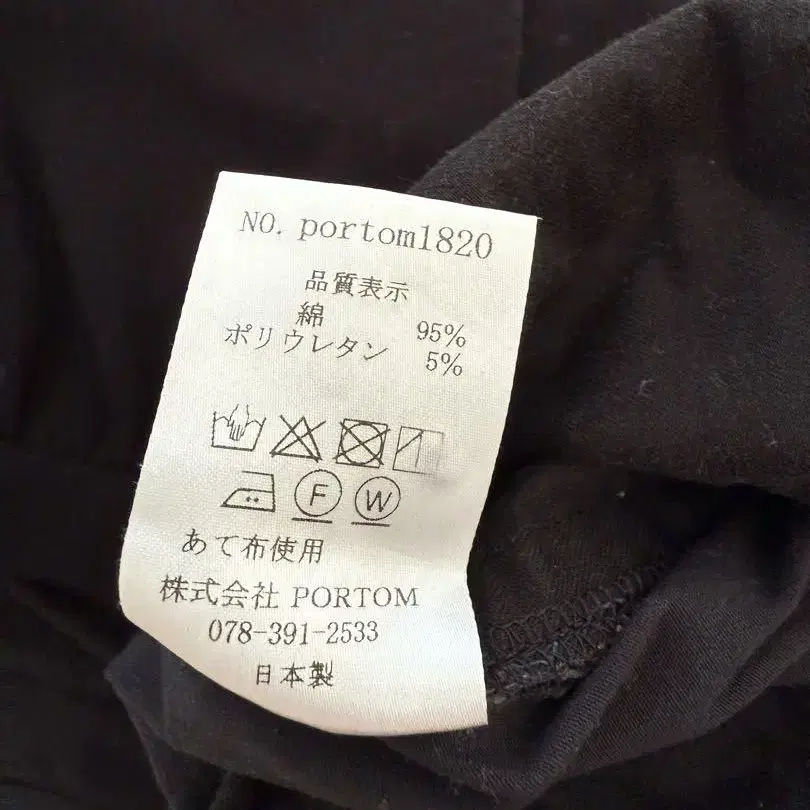 NO. portom1820
品質表示
綿 95%
ポリウレタン 5%
F W
あて布使用
株式会社 PORTOM
078-391-2533
日本製